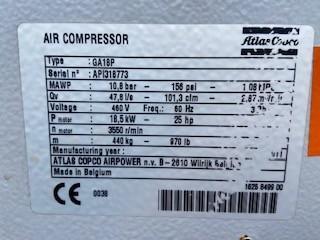 AIR COMPRESSOR
Atlas Copco
Type : GA18P
Serial n° : API318773
MAWP : 10,8 bar – 156 psi –
Qv : 47,8 l/s – 101,3 cfm –
Voltage : 460 V Freq.: 60 Hz
P motor : 18,5 kW – 25 hp
n motor : 3550 r/min
m : 440 kg – 970 lb
Manufacturing year :
ATLAS COPCO AIRPOWER n.v. B–2610 Wilrijk
Made in Belgium
CE 0038
1625 8499 00